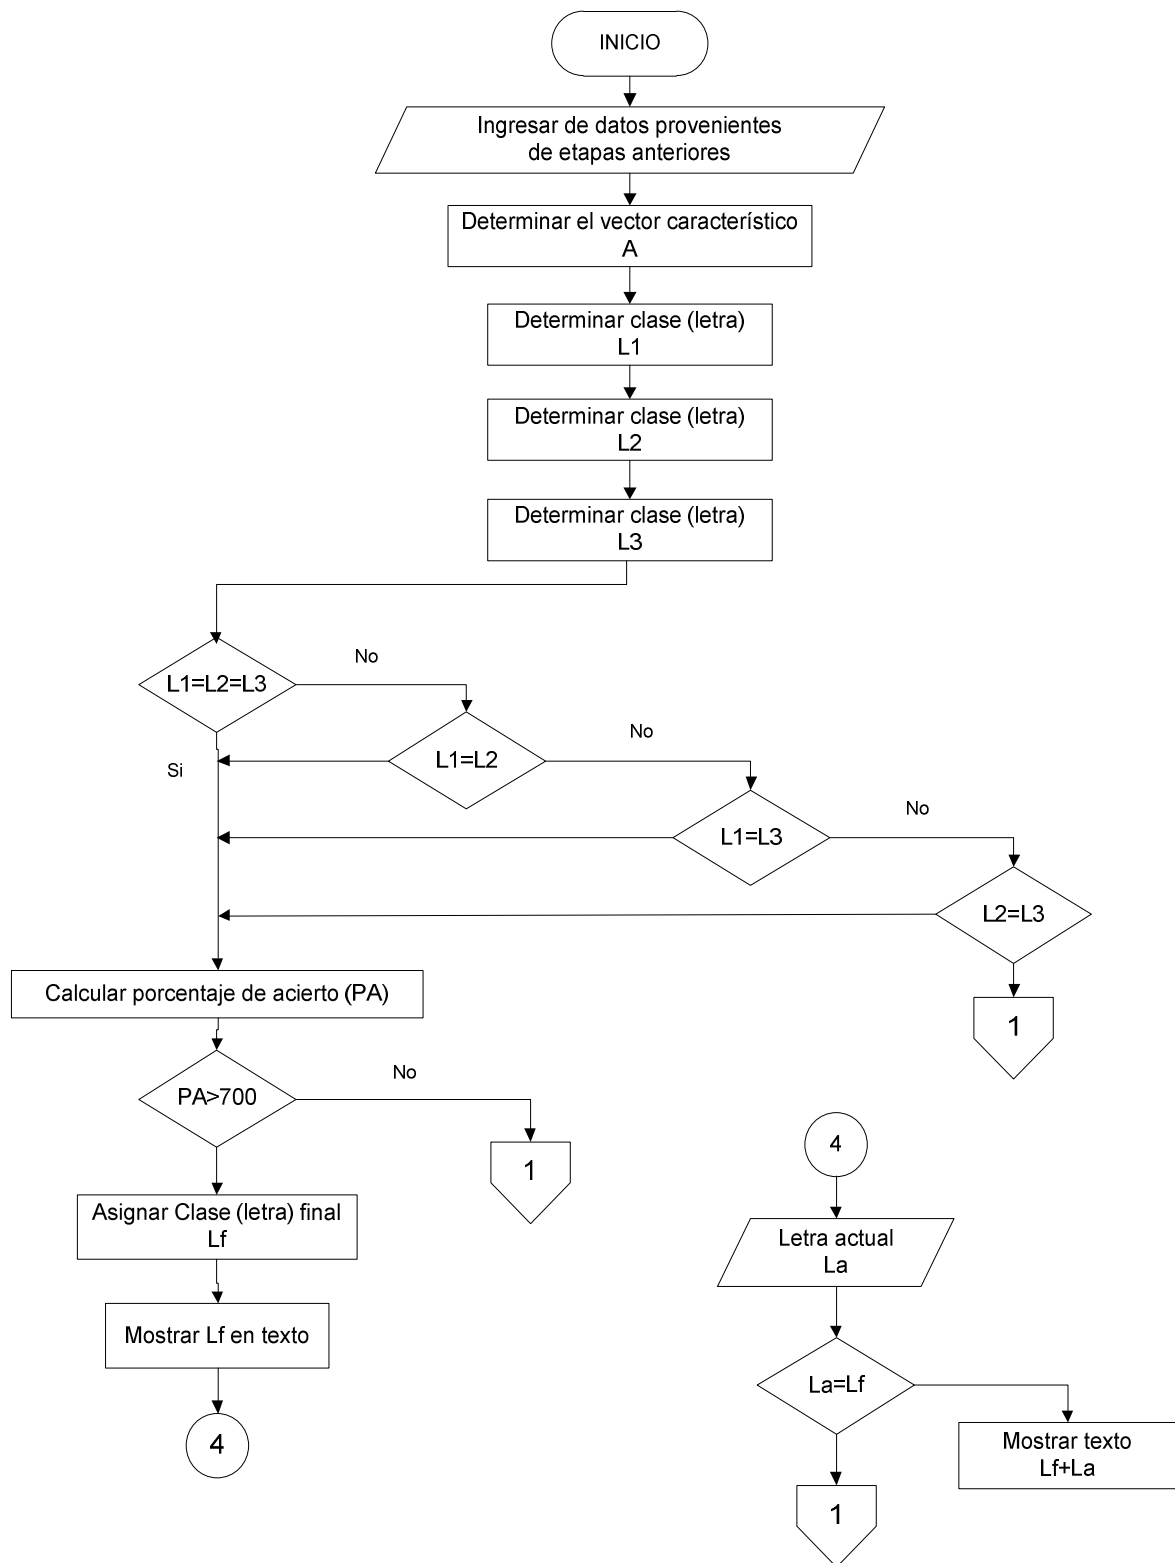 INICIO
Ingresar de datos provenientes
de etapas anteriores
Determinar el vector característico
A
Determinar clase (letra)
L1
Determinar clase (letra)
L2
Determinar clase (letra)
L3
L1=L2=L3
No
L1=L2
No
Si
L1=L3
No
L2=L3
1
Calcular porcentaje de acierto (PA)
PA>700
No
1
Asignar Clase (letra) final
Lf
Mostrar Lf en texto
4
4
Letra actual
La
La=Lf
Mostrar texto
Lf+La
1